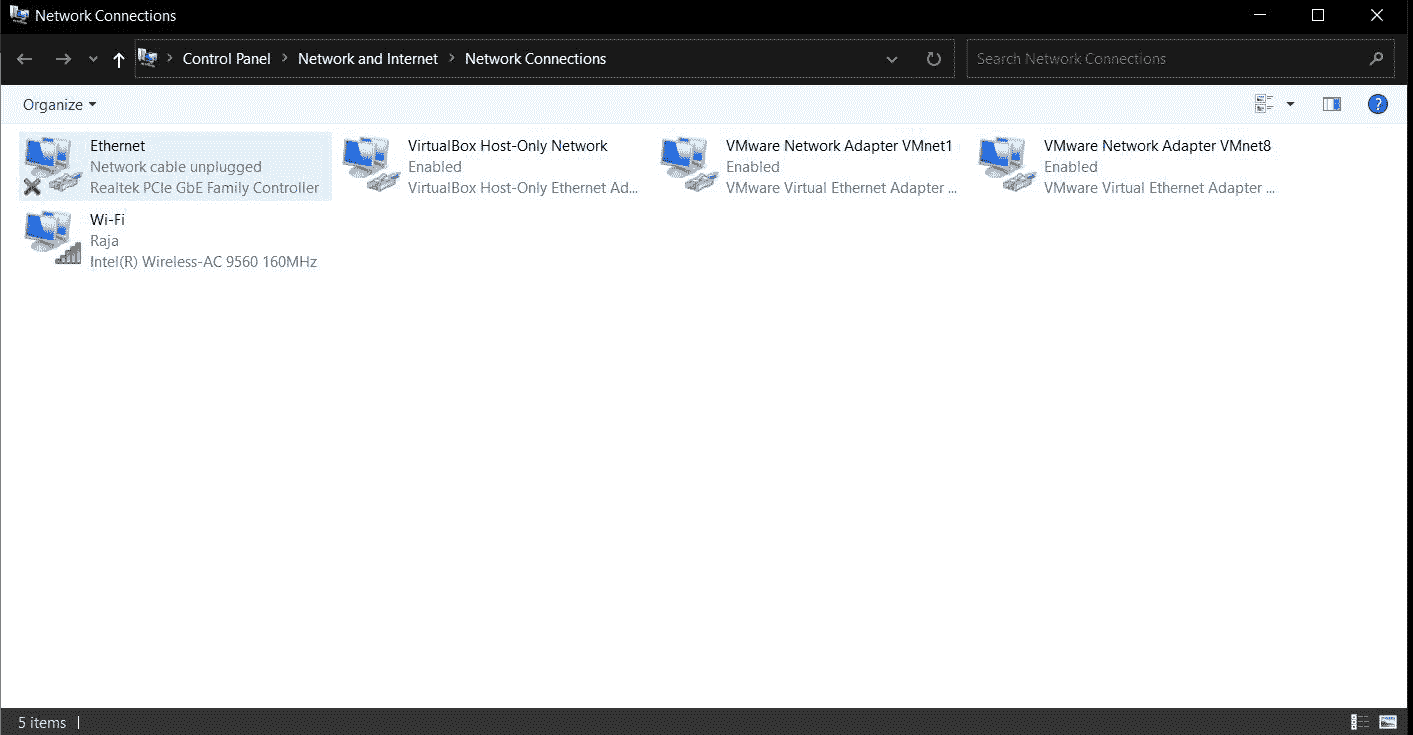 Network Connections
Control Panel > Network and Internet > Network Connections
Search Network Connections
Organize
Ethernet
Network cable unplugged
Realtek PCIe GbE Family Controller
VirtualBox Host-Only Network
Enabled
VirtualBox Host-Only Ethernet Ad...
VMware Network Adapter VMnet1
Enabled
VMware Virtual Ethernet Adapter ...
VMware Network Adapter VMnet8
Enabled
VMware Virtual Ethernet Adapter ...
Wi-Fi
Raja
Intel(R) Wireless-AC 9560 160MHz
5 items